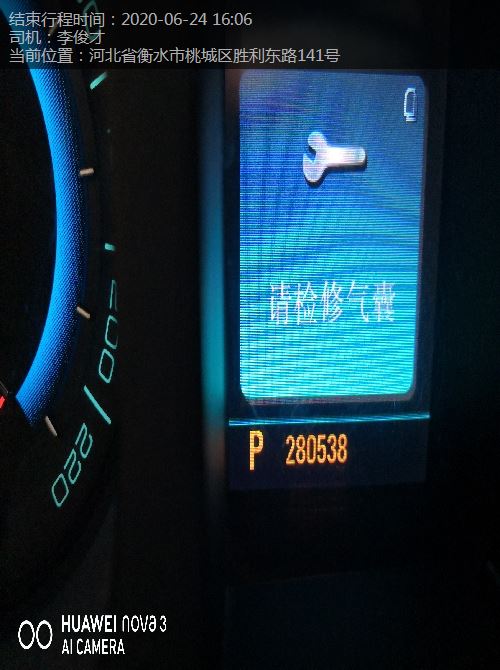 结束行程时间：2020-06-24 16:06
司机：李俊才
当前位置：河北省衡水市桃城区胜利东路141号
请检修气囊
P 280538
200
220
HUAWEI nova 3
AI CAMERA